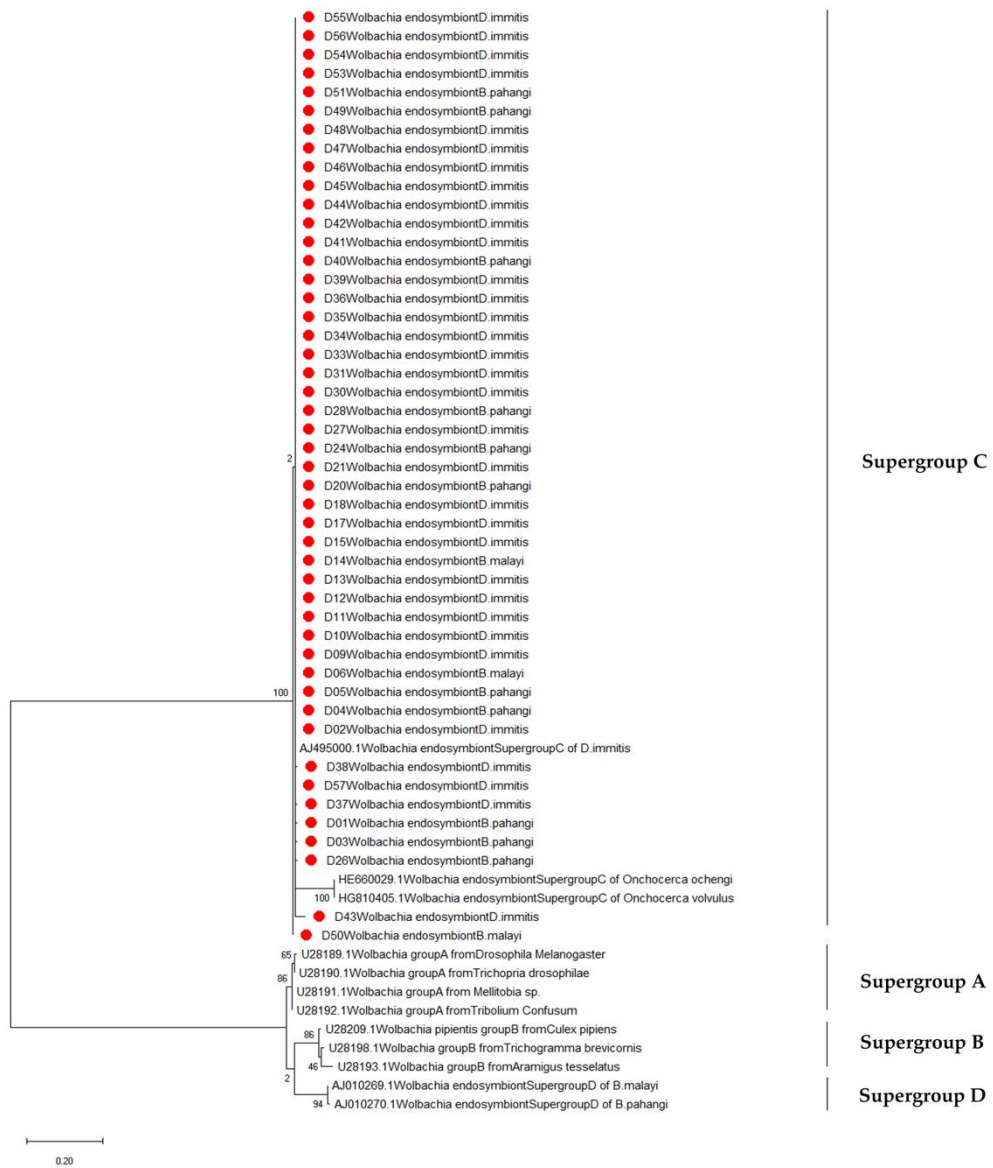 D55Wolbachia endosymbiontD.immitis
D56Wolbachia endosymbiontD.immitis
D54Wolbachia endosymbiontD.immitis
D53Wolbachia endosymbiontD.immitis
D51Wolbachia endosymbiontB.pahangi
D49Wolbachia endosymbiontB.pahangi
D48Wolbachia endosymbiontD.immitis
D47Wolbachia endosymbiontD.immitis
D46Wolbachia endosymbiontD.immitis
D45Wolbachia endosymbiontD.immitis
D44Wolbachia endosymbiontD.immitis
D42Wolbachia endosymbiontD.immitis
D41Wolbachia endosymbiontD.immitis
D40Wolbachia endosymbiontB.pahangi
D39Wolbachia endosymbiontD.immitis
D36Wolbachia endosymbiontD.immitis
D35Wolbachia endosymbiontD.immitis
D34Wolbachia endosymbiontD.immitis
D33Wolbachia endosymbiontD.immitis
D31Wolbachia endosymbiontD.immitis
D30Wolbachia endosymbiontD.immitis
D28Wolbachia endosymbiontB.pahangi
D27Wolbachia endosymbiontD.immitis
D24Wolbachia endosymbiontB.pahangi
2
D21Wolbachia endosymbiontD.immitis
Supergroup C
D20Wolbachia endosymbiontB.pahangi
D18Wolbachia endosymbiontD.immitis
D17Wolbachia endosymbiontD.immitis
D15Wolbachia endosymbiontD.immitis
D14Wolbachia endosymbiontB.malayi
D13Wolbachia endosymbiontD.immitis
D12Wolbachia endosymbiontD.immitis
D11Wolbachia endosymbiontD.immitis
D10Wolbachia endosymbiontD.immitis
D09Wolbachia endosymbiontD.immitis
D06Wolbachia endosymbiontB.malayi
100
D05Wolbachia endosymbiontB.pahangi
D04Wolbachia endosymbiontB.pahangi
D02Wolbachia endosymbiontD.immitis
AJ495000.1Wolbachia endosymbiontSupergroupC of D.immitis
D38Wolbachia endosymbiontD.immitis
D57Wolbachia endosymbiontD.immitis
D37Wolbachia endosymbiontD.immitis
D01Wolbachia endosymbiontB.pahangi
D03Wolbachia endosymbiontB.pahangi
D26Wolbachia endosymbiontB.pahangi
HE660029.1Wolbachia endosymbiontSupergroupC of Onchocerca ochengi
100
HG810405.1Wolbachia endosymbiontSupergroupC of Onchocerca volvulus
D43Wolbachia endosymbiontD.immitis
D50Wolbachia endosymbiontB.malayi
65
U28189.1Wolbachia groupA fromDrosophila Melanogaster
86
U28190.1Wolbachia groupA fromTrichopria drosophilae
Supergroup A
U28191.1Wolbachia groupA from Mellitobia sp.
U28192.1Wolbachia groupA fromTribolium Confusum
86
U28209.1Wolbachia pipientis groupB fromCulex pipiens
U28198.1Wolbachia groupB fromTrichogramma brevicornis
Supergroup B
46
U28193.1Wolbachia groupB fromAramigus tesselatus
2
AJ010269.1Wolbachia endosymbiontSupergroupD of B.malayi
Supergroup D
94
AJ010270.1Wolbachia endosymbiontSupergroupD of B.pahangi
0.20